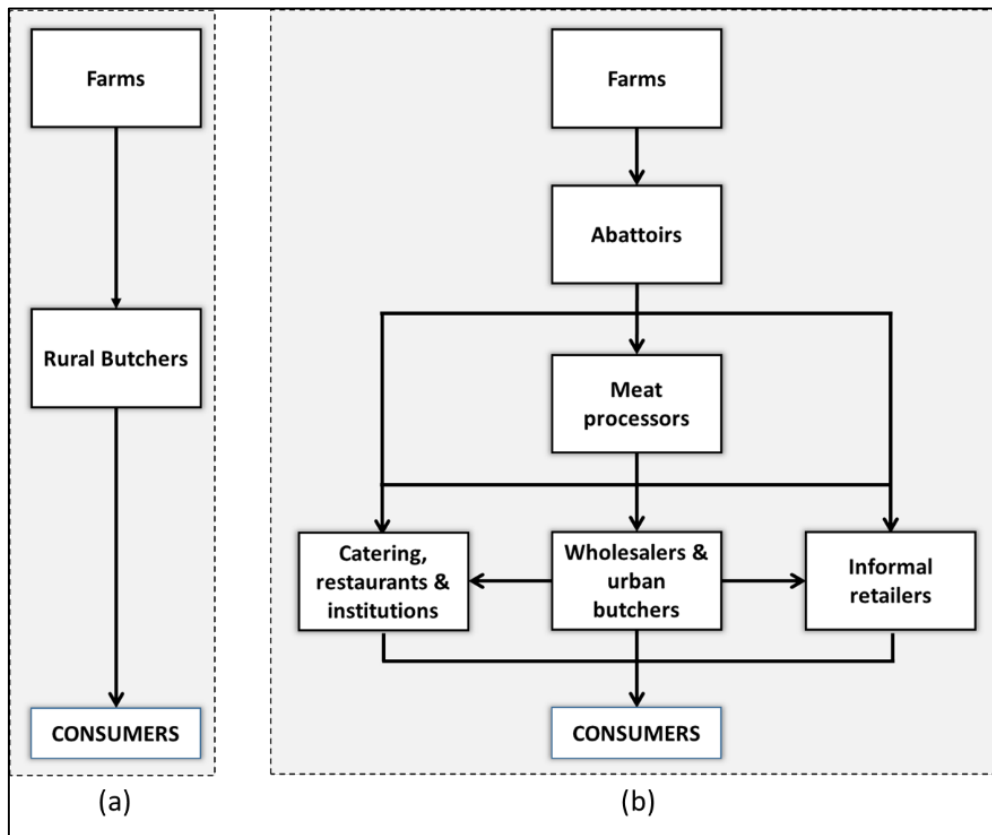 Farms
Rural Butchers
CONSUMERS
(a)
Farms
Abattoirs
Meat
processors
Catering,
restaurants &
institutions
Wholesalers &
urban
butchers
Informal
retailers
CONSUMERS
(b)